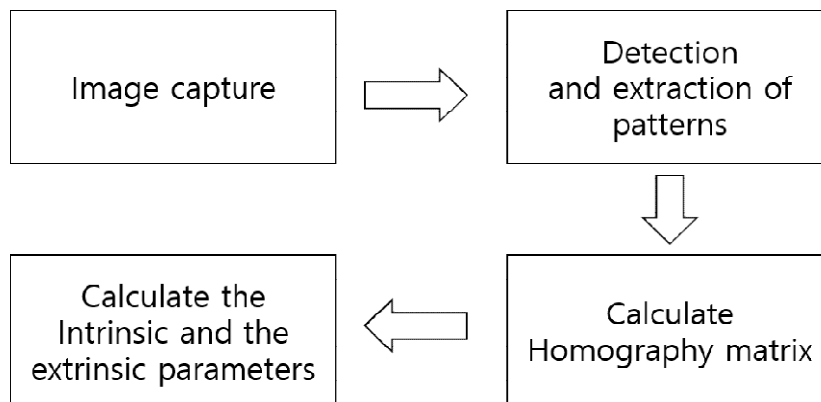 Image capture
Detection
and extraction of
patterns
Calculate
Homography matrix
Calculate the
Intrinsic and the
extrinsic parameters